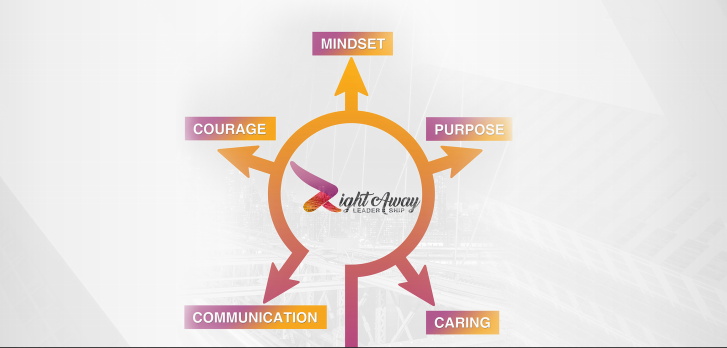 MINDSET
COURAGE
PURPOSE
Right Away
LEADERSHIP
COMMUNICATION
CARING